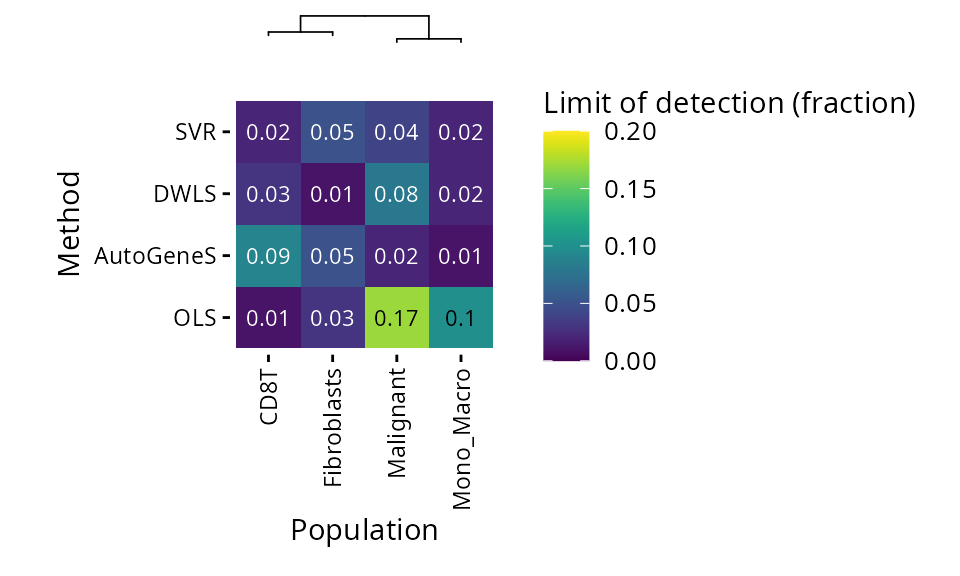 Limit of detection (fraction)
0.20
0.15
0.10
0.05
0.00
Method
SVR 0.02 0.05 0.04 0.02
DWLS 0.03 0.01 0.08 0.02
AutoGeneS 0.09 0.05 0.02 0.01
OLS 0.01 0.03 0.17 0.1
CD8T
Fibroblasts
Malignant
Mono_Macro
Population